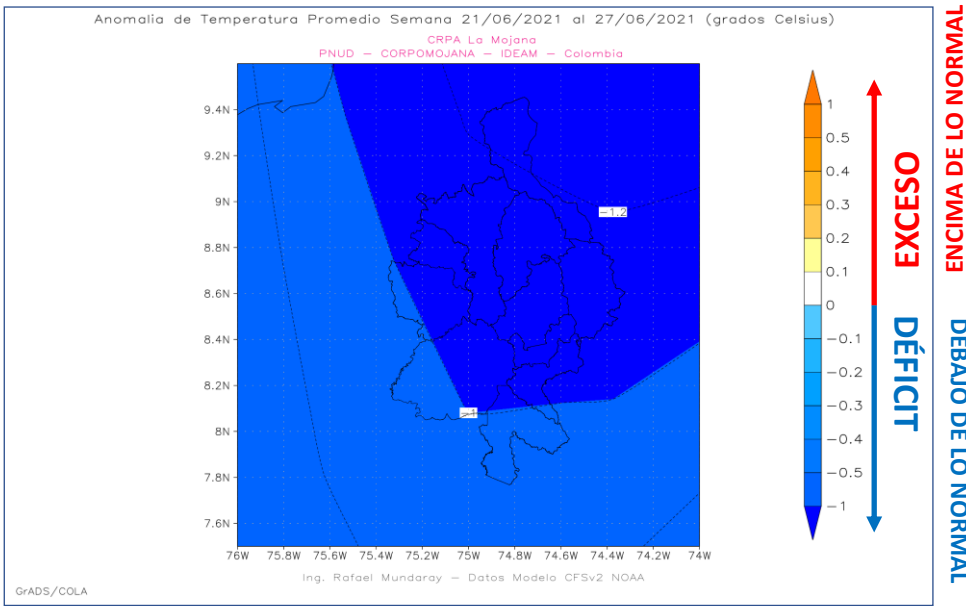 Anomalia de Temperatura Promedio Semana 21/06/2021 al 27/06/2021 (grados Celsius)
CRPA La Mojana
PNUD – CORPOMOJANA – IDEAM – Colombia
9.4N
9.2N
9N
8.8N
8.6N
8.4N
8.2N
8N
7.8N
7.6N
76W 75.8W 75.6W 75.4W 75.2W 75W 74.8W 74.6W 74.4W 74.2W 74W
−1.2
−1
1
0.5
0.4
0.3
0.2
0.1
0
−0.1
−0.2
−0.3
−0.4
−0.5
−1
EXCESO
DÉFICIT
ENCIMA DE LO NORMAL
DEBAJO DE LO NORMAL
Ing. Rafael Mundaray – Datos Modelo CFSv2 NOAA
GrADS/COLA